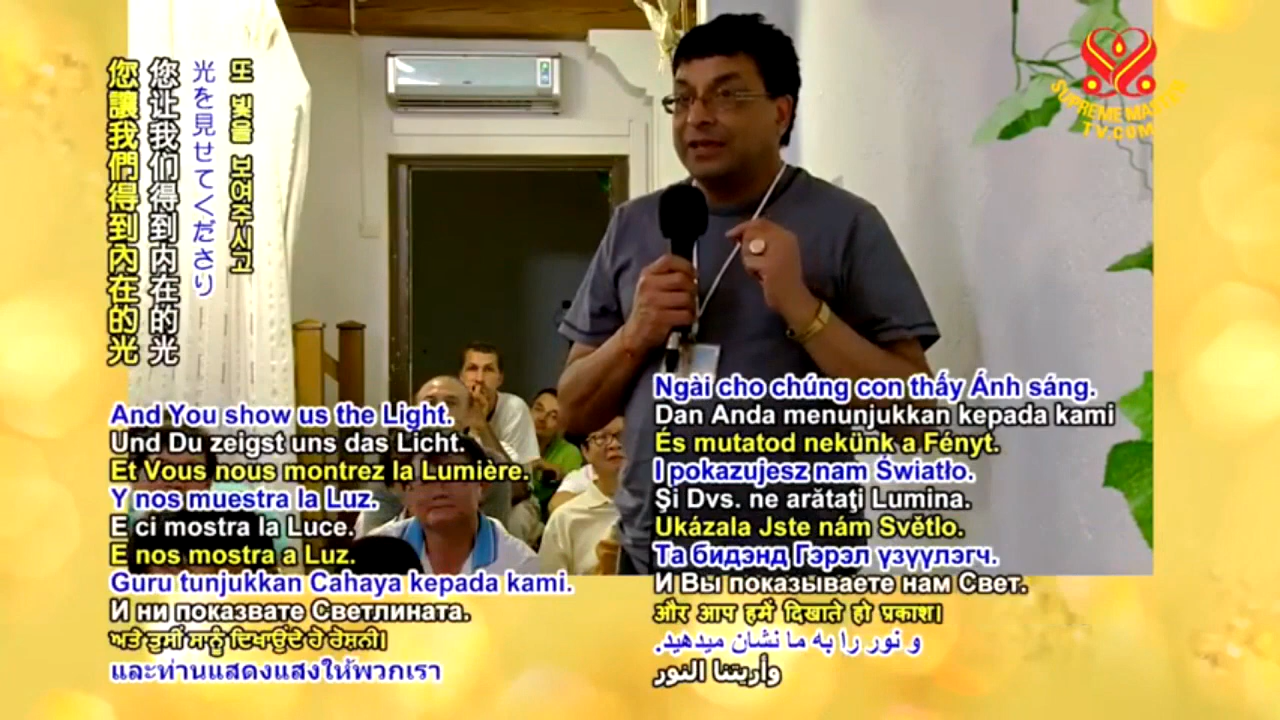 또 빛을 보여주시고
光を見せてくださり
您让我们得到内在的光
您讓我們得到內在的光
And You show us the Light.
Und Du zeigst uns das Licht.
Et Vous nous montrez la Lumière.
Y nos muestra la Luz.
E ci mostra la Luce.
E nos mostra a Luz.
Guru tunjukkan Cahaya kepada kami.
И ни показвате Светлината.
ਅਤੇ ਤੁਸੀਂ ਸਾਨੂੰ ਦਿਖਾਉਂਦੇ ਹੋ ਰੋਸ਼ਨੀ।
และท่านแสดงแสงให้พวกเรา
Ngài cho chúng con thấy Ánh sáng.
Dan Anda menunjukkan kepada kami
És mutatod nekünk a Fényt.
I pokazujesz nam Światło.
Şi Dvs. ne arătaţi Lumina.
Ukázala Jste nám Světlo.
Та бидэнд Гэрэл үзүүлэгч.
И Вы показываете нам Свет.
और आप हमें दिखाते हो प्रकाश।
و نور را به ما نشان میدهید.
وأريتنا النور
SUPREME MASTER
TV.COM